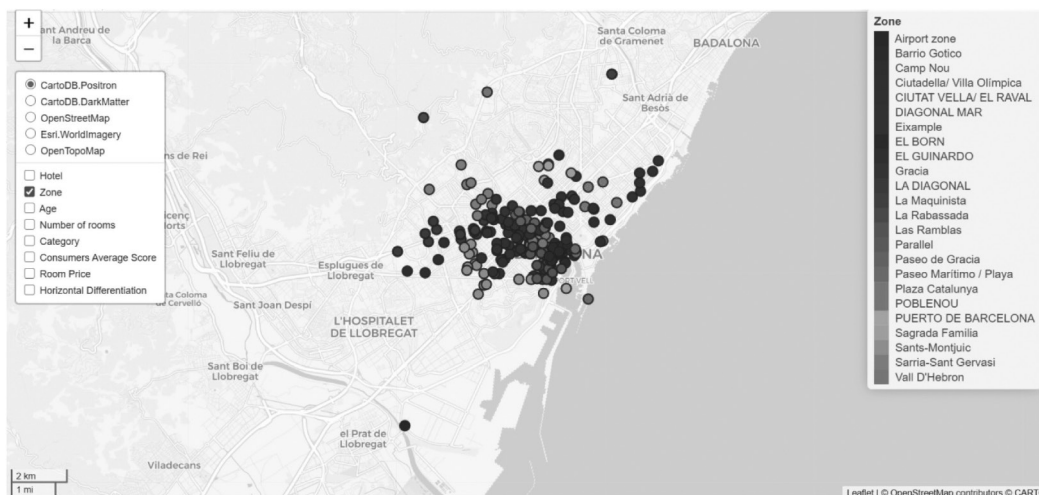 +
−
CartoDB.Positron
CartoDB.DarkMatter
OpenStreetMap
Esri.WorldImagery
OpenTopoMap
Hotel
Zone
Age
Number of rooms
Category
Consumers Average Score
Room Price
Horizontal Differentiation
Sant Andreu de
la Barca
Santa Coloma
de Gramenet
BADALONA
Sant Adrià de
Besòs
ns de Rei
Sant Feliu de
Llobregat
Esplugues de
Llobregat
ta Coloma
de Cervelló
Sant Joan Despí
L'HOSPITALET
DE LLOBREGAT
Sant Boi de
Llobregat
el Prat de
Llobregat
Viladecans
2 km
1 mi
Zone
Airport zone
Barrio Gotico
Camp Nou
Ciutadella/ Villa Olímpica
CIUTAT VELLA/ EL RAVAL
DIAGONAL MAR
Eixample
EL BORN
EL GUINARDO
Gracia
LA DIAGONAL
La Maquinista
La Rabassada
Las Ramblas
Parallel
Paseo de Gracia
Paseo Marítimo / Playa
Plaza Catalunya
POBLENOU
PUERTO DE BARCELONA
Sagrada Familia
Sants-Montjuic
Sarria-Sant Gervasi
Vall D'Hebron
Leaflet | © OpenStreetMap contributors © CART